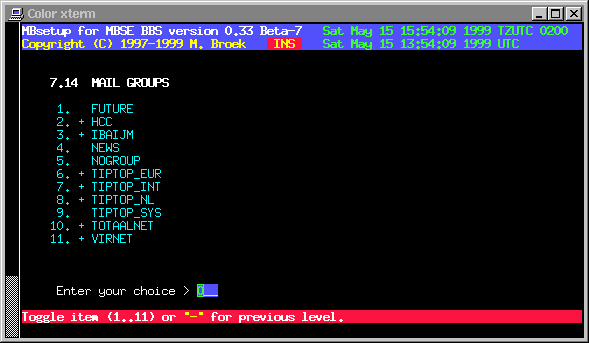 Color xterm
MBsetup for MBSE BBS version 0.33 Beta-7 Sat May 15 15:54:09 1999 TZUTC 0200
Copyright (C) 1997-1999 M. Broek INS Sat May 15 13:54:09 1999 UTC
7.14 MAIL GROUPS
1. FUTURE
2. + HCC
3. + IBAIJM
4. NEWS
5. NOGROUP
6. + TIPTOP_EUR
7. + TIPTOP_INT
8. + TIPTOP_NL
9. TIPTOP_SYS
10. + TOTAALNET
11. + VIRNET
Enter your choice > 0__
Toggle item (1..11) or "-" for previous level.